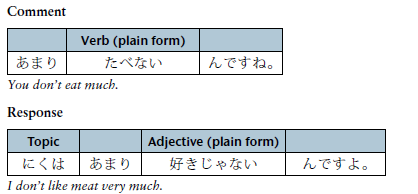 Comment
Verb (plain form)
あまり たべない んですね。
You don't eat much.
Response
Topic Adjective (plain form)
にくは あまり 好きじゃない んですよ。
I don't like meat very much.